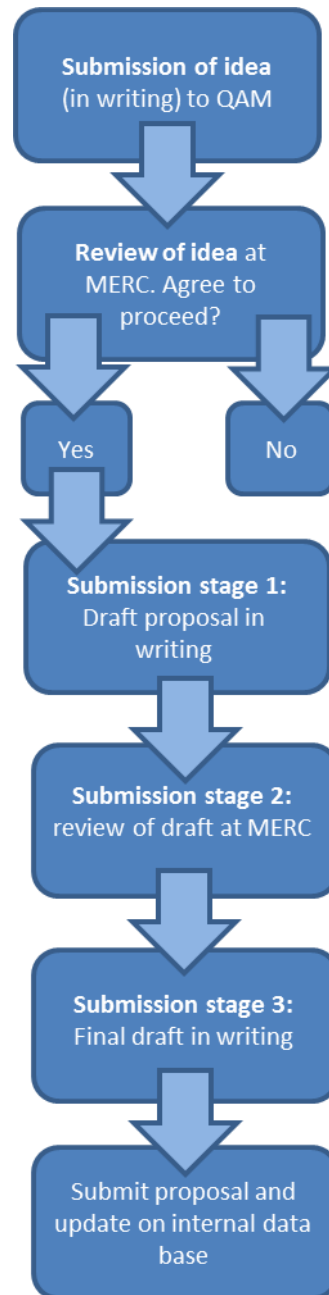 Submission of idea
(in writing) to QAM
Review of idea at
MERC. Agree to
proceed?
Yes
No
Submission stage 1:
Draft proposal in
writing
Submission stage 2:
review of draft at MERC
Submission stage 3:
Final draft in writing
Submit proposal and
update on internal data
base